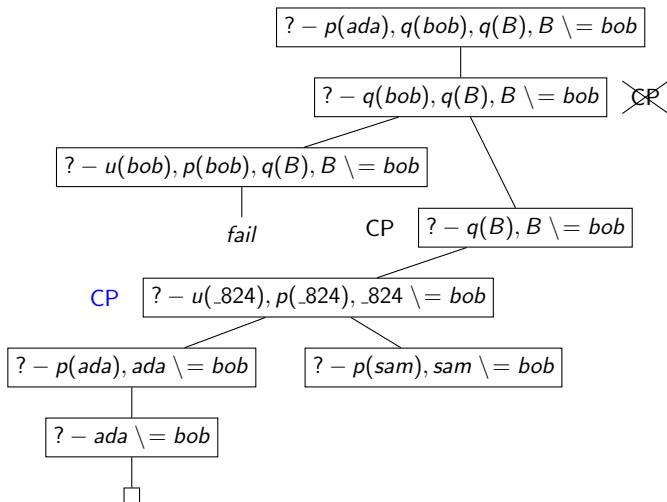 ? − p(ada), q(bob), q(B), B \= bob
? − q(bob), q(B), B \= bob CP
? − u(bob), p(bob), q(B), B \= bob
fail
CP ? − q(B), B \= bob
CP ? − u(_824), p(_824), _824 \= bob
? − p(ada), ada \= bob ? − p(sam), sam \= bob
? − ada \= bob